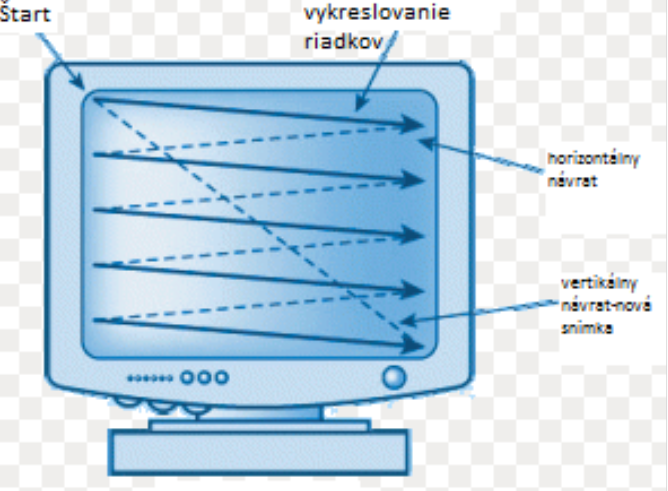 Štart
vykreslovanie
riadkov
horizontálny
návrat
vertikálny
návrat-nová
snímka